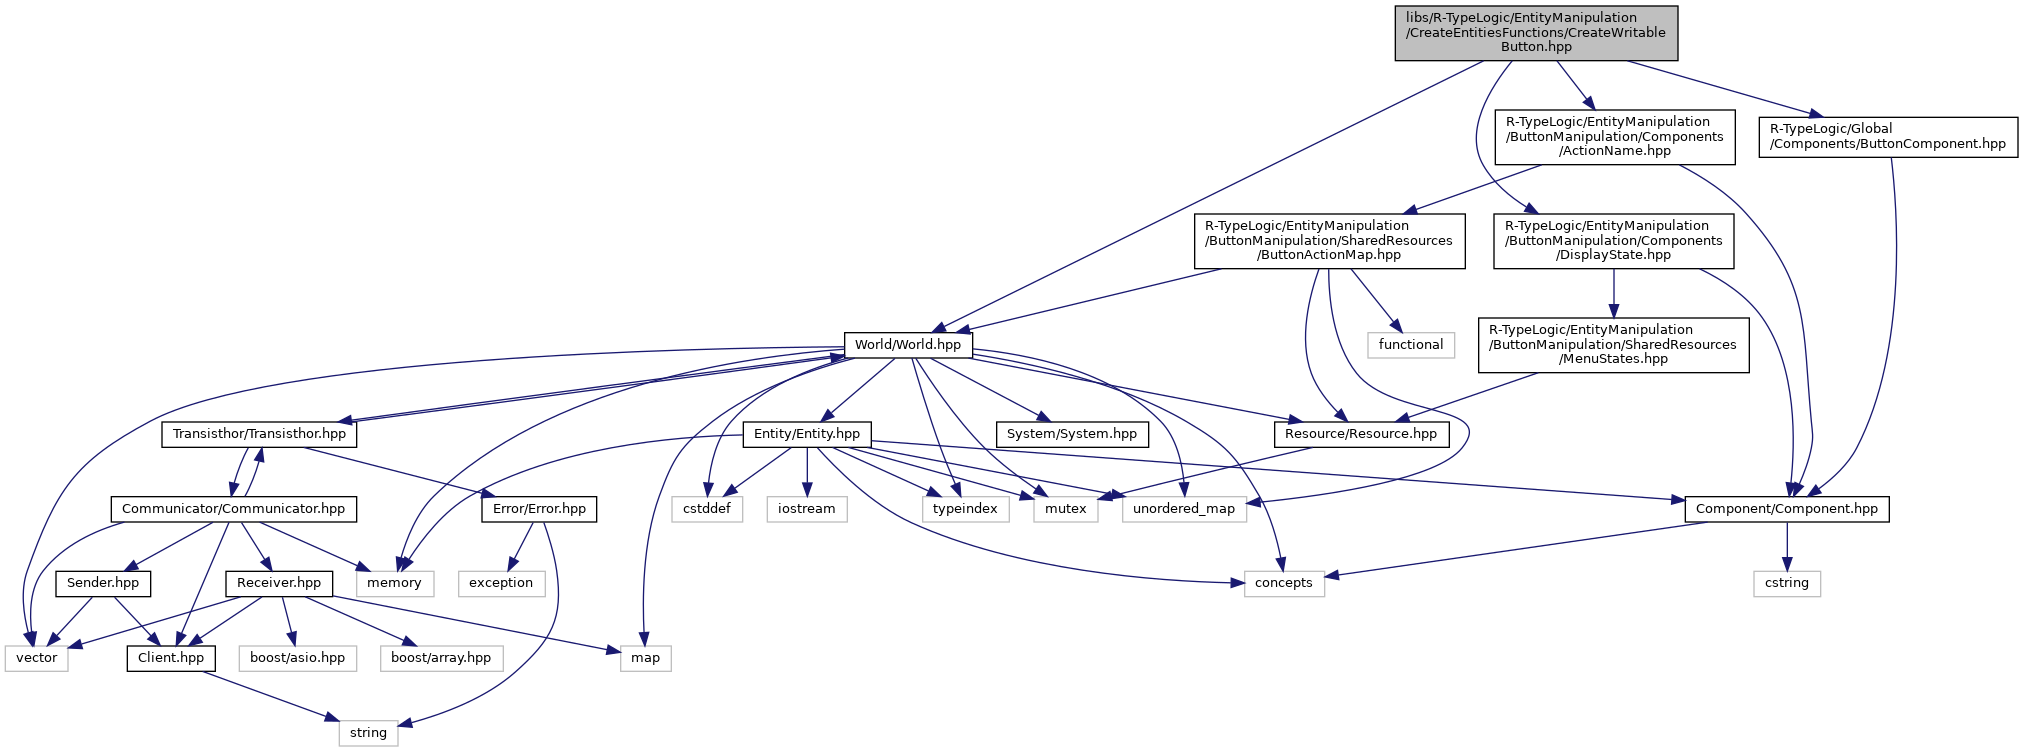 libs/R-TypeLogic/EntityManipulation
/CreateEntitiesFunctions/CreateWritable
Button.hpp
R-TypeLogic/EntityManipulation
/ButtonManipulation/Components
/ActionName.hpp
R-TypeLogic/Global
/Components/ButtonComponent.hpp
R-TypeLogic/EntityManipulation
/ButtonManipulation/SharedResources
/ButtonActionMap.hpp
R-TypeLogic/EntityManipulation
/ButtonManipulation/Components
/DisplayState.hpp
World/World.hpp
functional
R-TypeLogic/EntityManipulation
/ButtonManipulation/SharedResources
/MenuStates.hpp
Transisthor/Transisthor.hpp
Entity/Entity.hpp
System/System.hpp
Resource/Resource.hpp
Communicator/Communicator.hpp
Error/Error.hpp
cstddef
iostream
typeindex
mutex
unordered_map
Component/Component.hpp
Sender.hpp
Receiver.hpp
memory
exception
concepts
cstring
vector
Client.hpp
boost/asio.hpp
boost/array.hpp
map
string